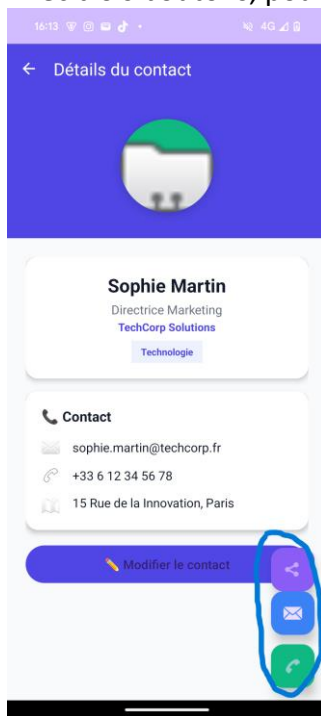 16:13
4G
← Détails du contact
Sophie Martin
Directrice Marketing
TechCorp Solutions
Technologie
📞 Contact
sophie.martin@techcorp.fr
+33 6 12 34 56 78
15 Rue de la Innovation, Paris
✏️ Modifier le contact